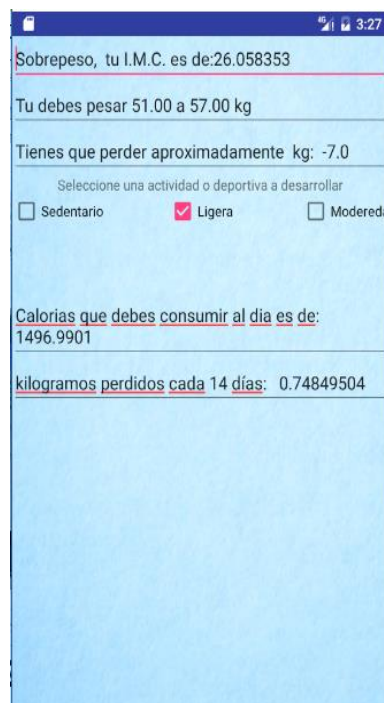 4G 3:27
Sobrepeso, tu I.M.C. es de:26.058353
Tu debes pesar 51.00 a 57.00 kg
Tienes que perder aproximadamente kg: -7.0
Seleccione una actividad o deportiva a desarrollar
Sedentario Ligera Modereda
Calorias que debes consumir al dia es de:
1496.9901
kilogramos perdidos cada 14 días: 0.74849504